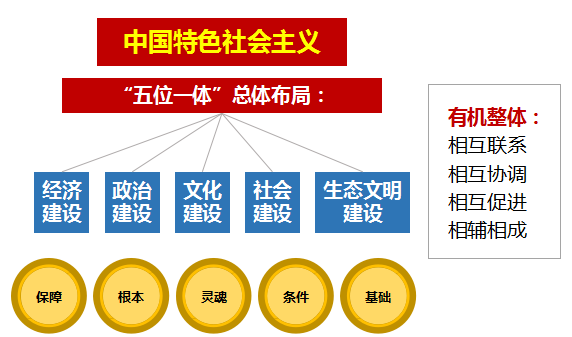 中国特色社会主义
“五位一体”总体布局：
经济
建设
政治
建设
文化
建设
社会
建设
生态文明
建设
保障
根本
灵魂
条件
基础
有机整体：
相互联系
相互协调
相互促进
相辅相成